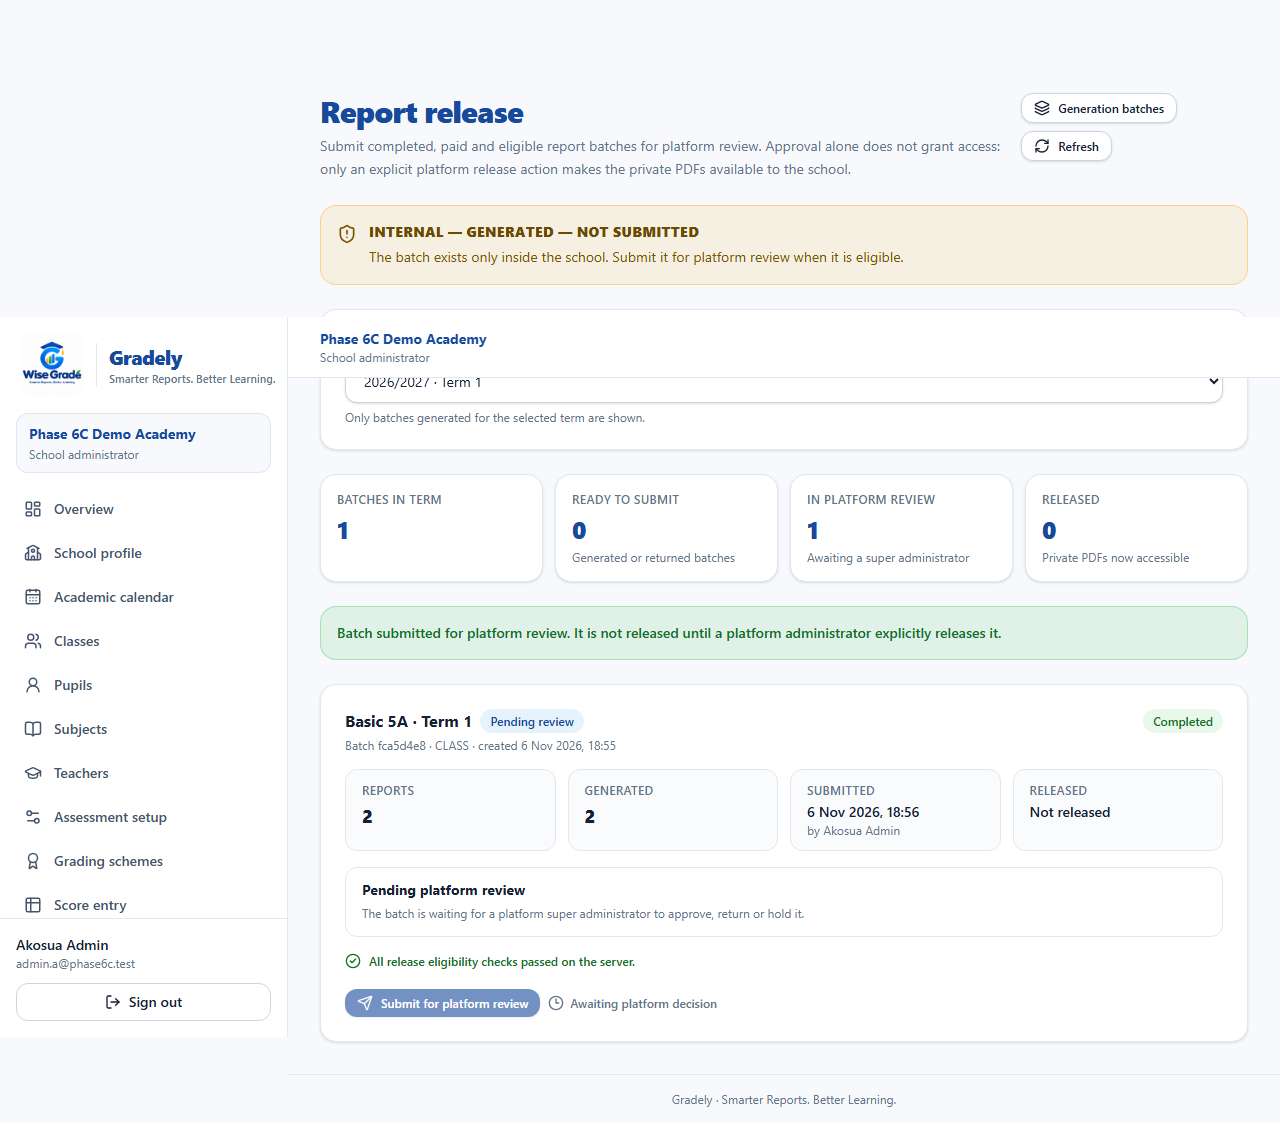 Report release
Submit completed, paid and eligible report batches for platform review. Approval alone does not grant access:
only an explicit platform release action makes the private PDFs available to the school.
Generation batches
Refresh
INTERNAL — GENERATED — NOT SUBMITTED
The batch exists only inside the school. Submit it for platform review when it is eligible.
Wise Gradé
Gradely
Smarter Reports. Better Learning.
Phase 6C Demo Academy
School administrator
Overview
School profile
Academic calendar
Classes
Pupils
Subjects
Teachers
Assessment setup
Grading schemes
Score entry
Akosua Admin
admin.a@phase6c.test
Sign out
Phase 6C Demo Academy
School administrator
2026/2027 · Term 1
Only batches generated for the selected term are shown.
BATCHES IN TERM
1
READY TO SUBMIT
0
Generated or returned batches
IN PLATFORM REVIEW
1
Awaiting a super administrator
RELEASED
0
Private PDFs now accessible
Batch submitted for platform review. It is not released until a platform administrator explicitly releases it.
Basic 5A · Term 1
Pending review
Completed
Batch fca5d4e8 · CLASS · created 6 Nov 2026, 18:55
REPORTS
2
GENERATED
2
SUBMITTED
6 Nov 2026, 18:56
by Akosua Admin
RELEASED
Not released
Pending platform review
The batch is waiting for a platform super administrator to approve, return or hold it.
All release eligibility checks passed on the server.
Submit for platform review
Awaiting platform decision
Gradely · Smarter Reports. Better Learning.